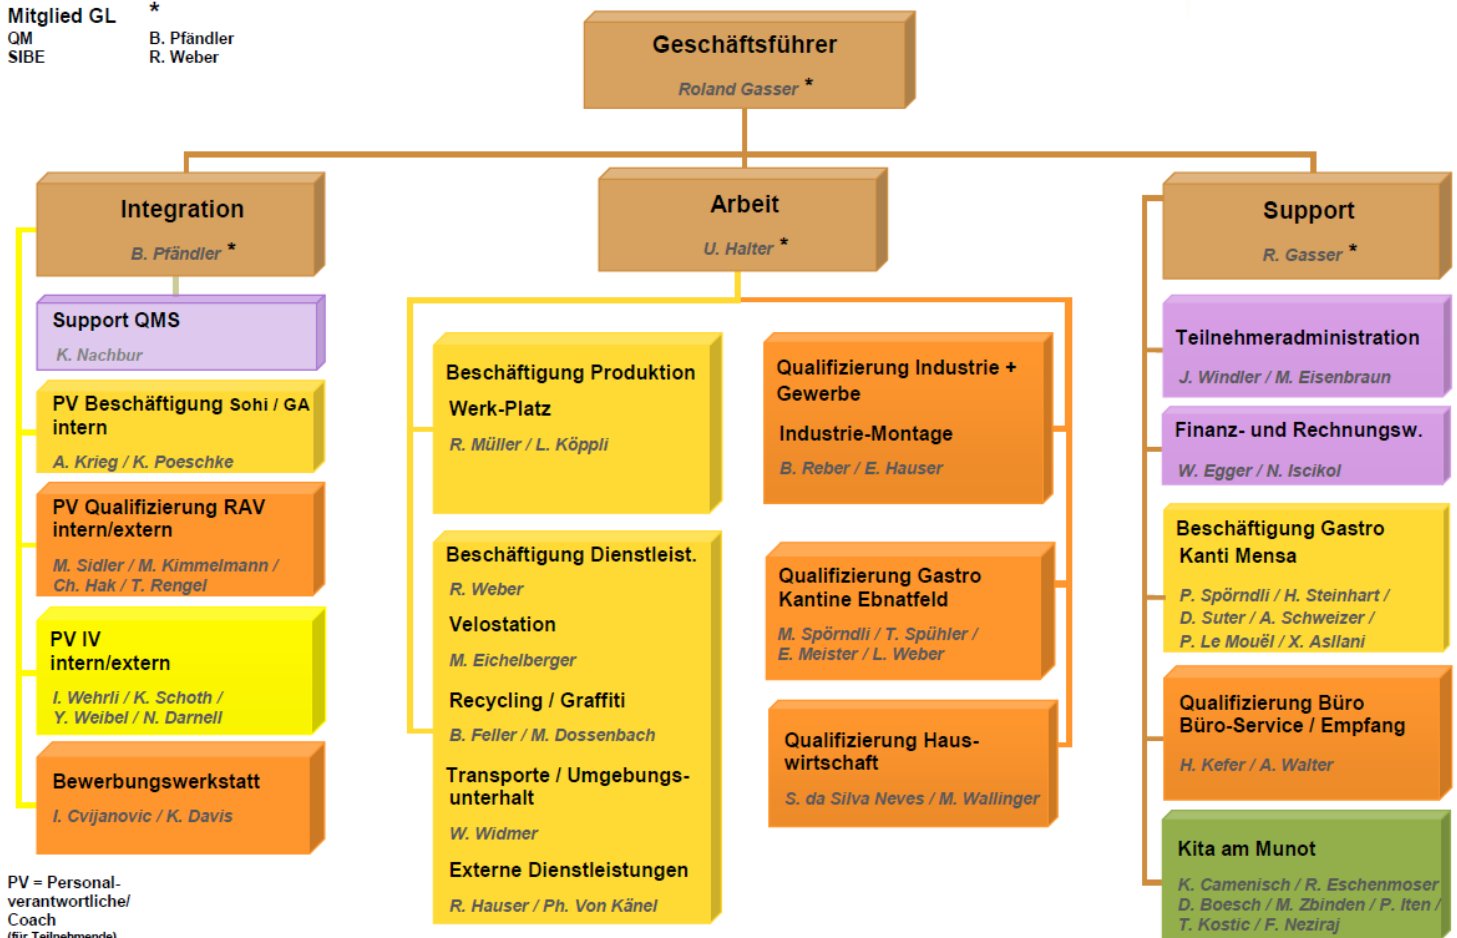 Mitglied GL *
QM B. Pfändler
SIBE R. Weber
Geschäftsführer
Roland Gasser *
Integration
B. Pfändler *
Support QMS
K. Nachbur
PV Beschäftigung Sohi / GA
intern
A. Krieg / K. Poeschke
PV Qualifizierung RAV
intern/extern
M. Sidler / M. Kimmelmann /
Ch. Hak / T. Rengel
PV IV
intern/extern
I. Wehrli / K. Schoth /
Y. Weibel / N. Darnell
Bewerbungswerkstatt
I. Cvijanovic / K. Davis
Arbeit
U. Halter *
Beschäftigung Produktion
Werk-Platz
R. Müller / L. Köppli
Beschäftigung Dienstleist.
R. Weber
Velostation
M. Eichelberger
Recycling / Graffiti
B. Feller / M. Dossenbach
Transporte / Umgebungs-
unterhalt
W. Widmer
Externe Dienstleistungen
R. Hauser / Ph. Von Känel
Qualifizierung Industrie +
Gewerbe
Industrie-Montage
B. Reber / E. Hauser
Qualifizierung Gastro
Kantine Ebnatfeld
M. Spörndli / T. Spühler /
E. Meister / L. Weber
Qualifizierung Haus-
wirtschaft
S. da Silva Neves / M. Wallinger
Support
R. Gasser *
Teilnehmeradministration
J. Windler / M. Eisenbraun
Finanz- und Rechnungsw.
W. Egger / N. Iscikol
Beschäftigung Gastro
Kanti Mensa
P. Spörndli / H. Steinhart /
D. Suter / A. Schweizer /
P. Le Mouël / X. Asllani
Qualifizierung Büro
Büro-Service / Empfang
H. Kefer / A. Walter
Kita am Munot
K. Camenisch / R. Eschenmoser
D. Boesch / M. Zbinden / P. Iten /
T. Kostic / F. Neziraj
PV = Personal-
verantwortliche/
Coach
(für Teilnehmende)